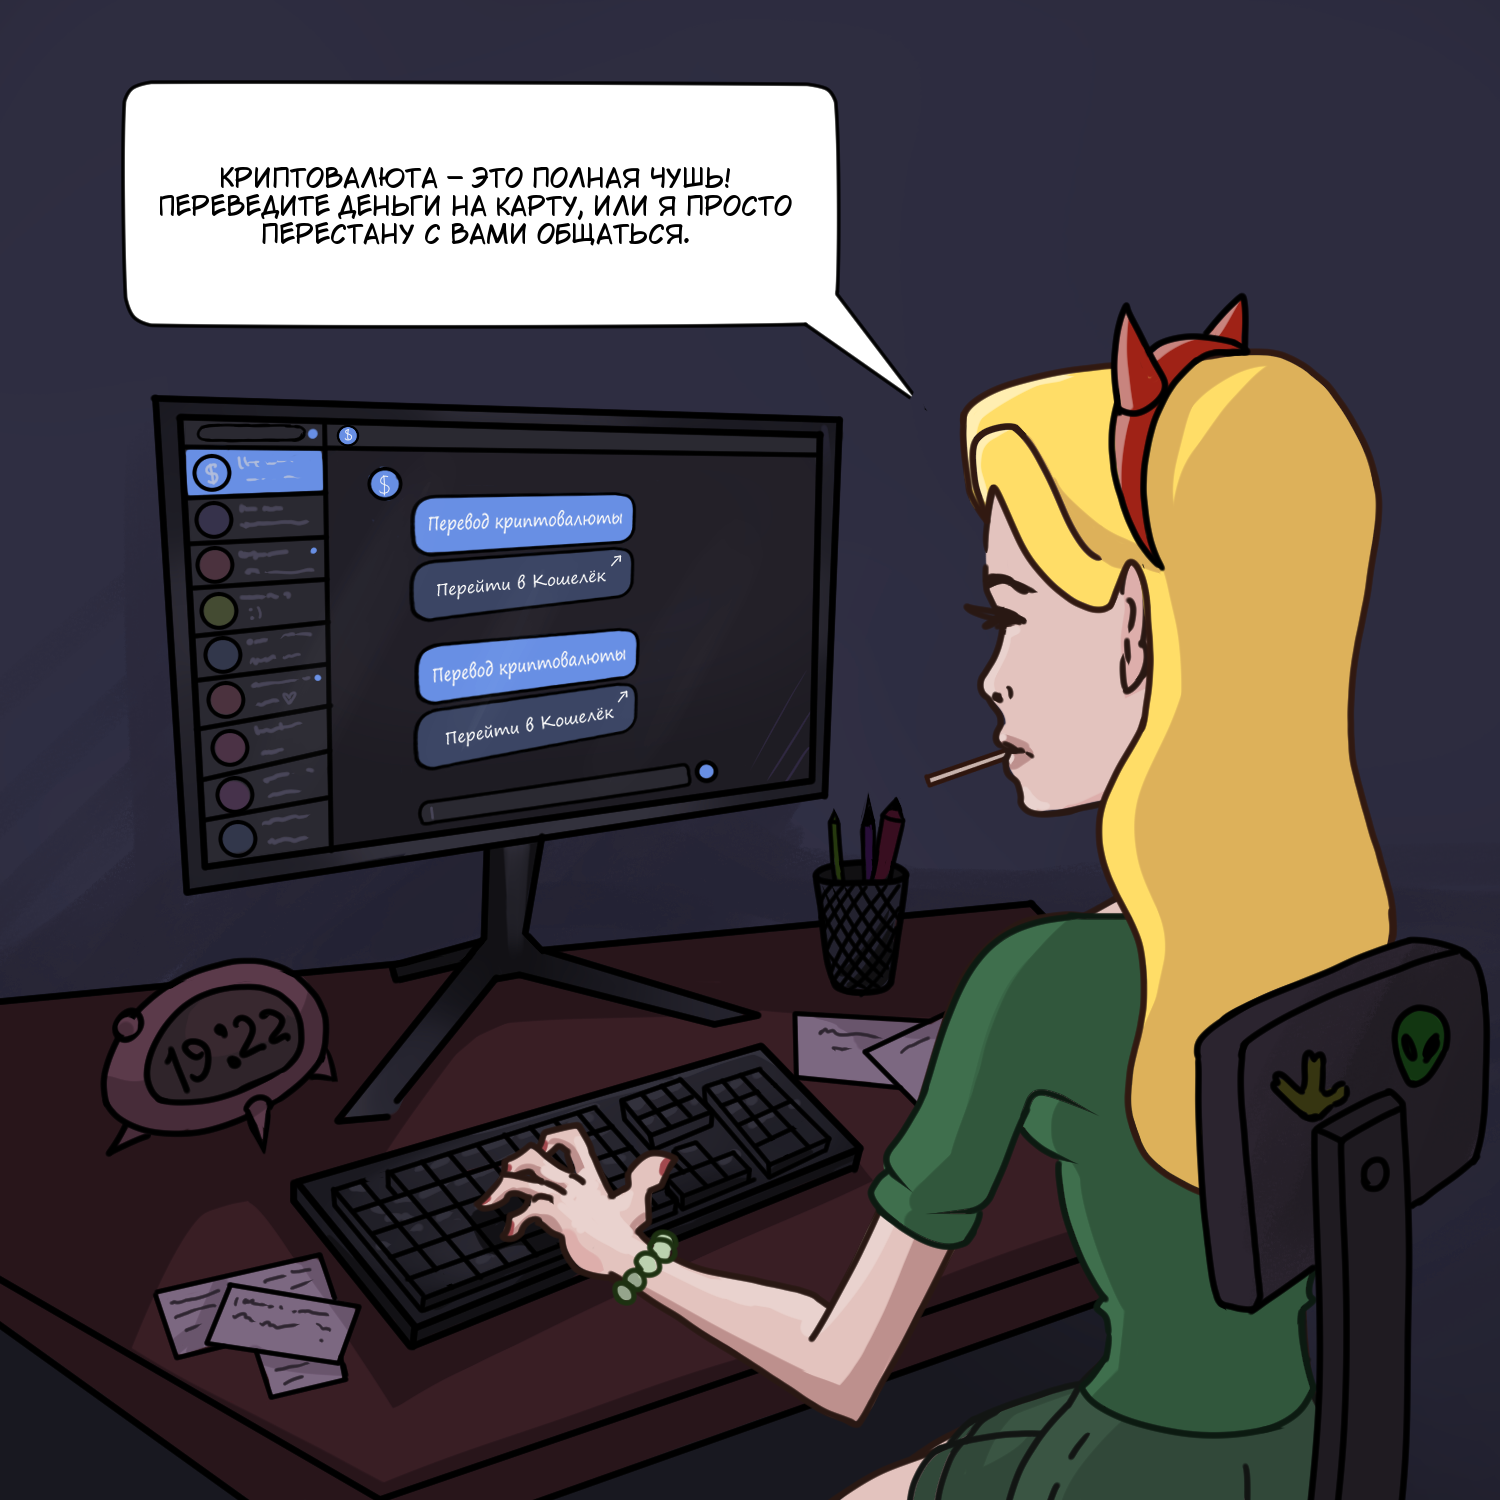 КРИПТОВАЛЮТА – ЭТО ПОЛНАЯ ЧУШЬ!
ПЕРЕВЕДИТЕ ДЕНЬГИ НА КАРТУ, ИЛИ Я ПРОСТО
ПЕРЕСТАНУ С ВАМИ ОБЩАТЬСЯ.
$
$
$
:)
Перевод криптовалюты
Перейти в Кошелёк
Перевод криптовалюты
Перейти в Кошелёк
19:22